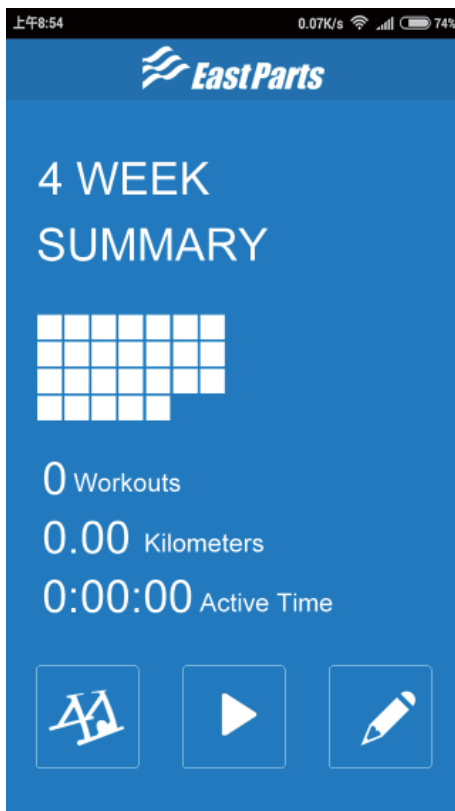 上午8:54 0.07K/s 74%
EastParts
4 WEEK
SUMMARY
0 Workouts
0.00 Kilometers
0:00:00 Active Time